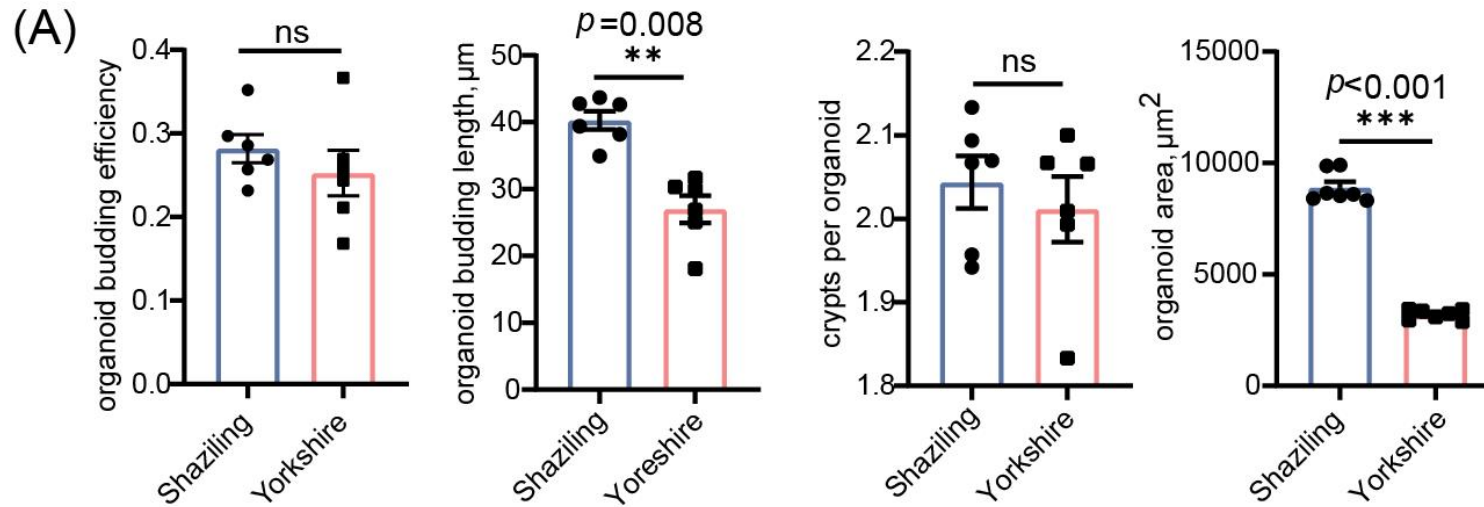 (A)
organoid budding efficiency
0.4
0.3
0.2
0.1
0.0
ns
Shaziling
Yorkshire
organoid budding length, μm
50
40
30
20
10
0
p=0.008
**
Shaziling
Yoreshire
crypts per organoid
2.2
2.1
2.0
1.9
1.8
ns
Shaziling
Yorkshire
organoid area, μm²
15000
10000
5000
0
p<0.001
***
Shaziling
Yorkshire